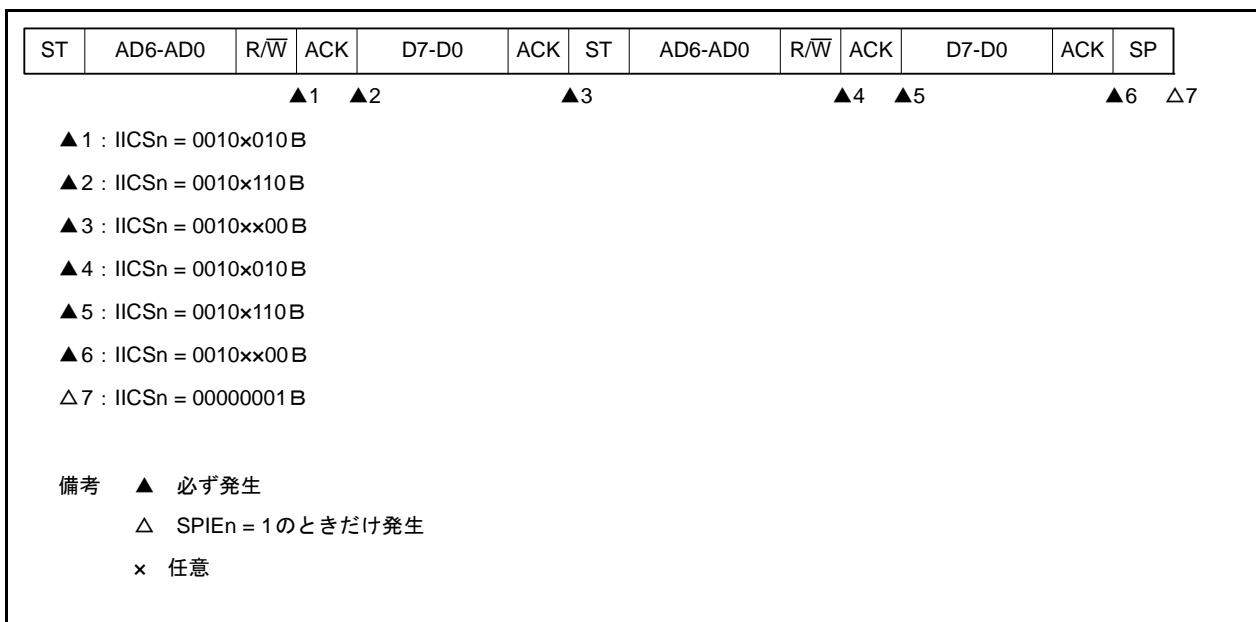 ST AD6-AD0 R/W̅ ACK D7-D0 ACK ST AD6-AD0 R/W̅ ACK D7-D0 ACK SP
▲1 ▲2 ▲3 ▲4 ▲5 ▲6 △7
▲1:IICSn = 0010×010B
▲2:IICSn = 0010×110B
▲3:IICSn = 0010××00B
▲4:IICSn = 0010×010B
▲5:IICSn = 0010×110B
▲6:IICSn = 0010××00B
△7:IICSn = 00000001B
備考 ▲ 必ず発生
△ SPIEn = 1のときだけ発生
× 任意